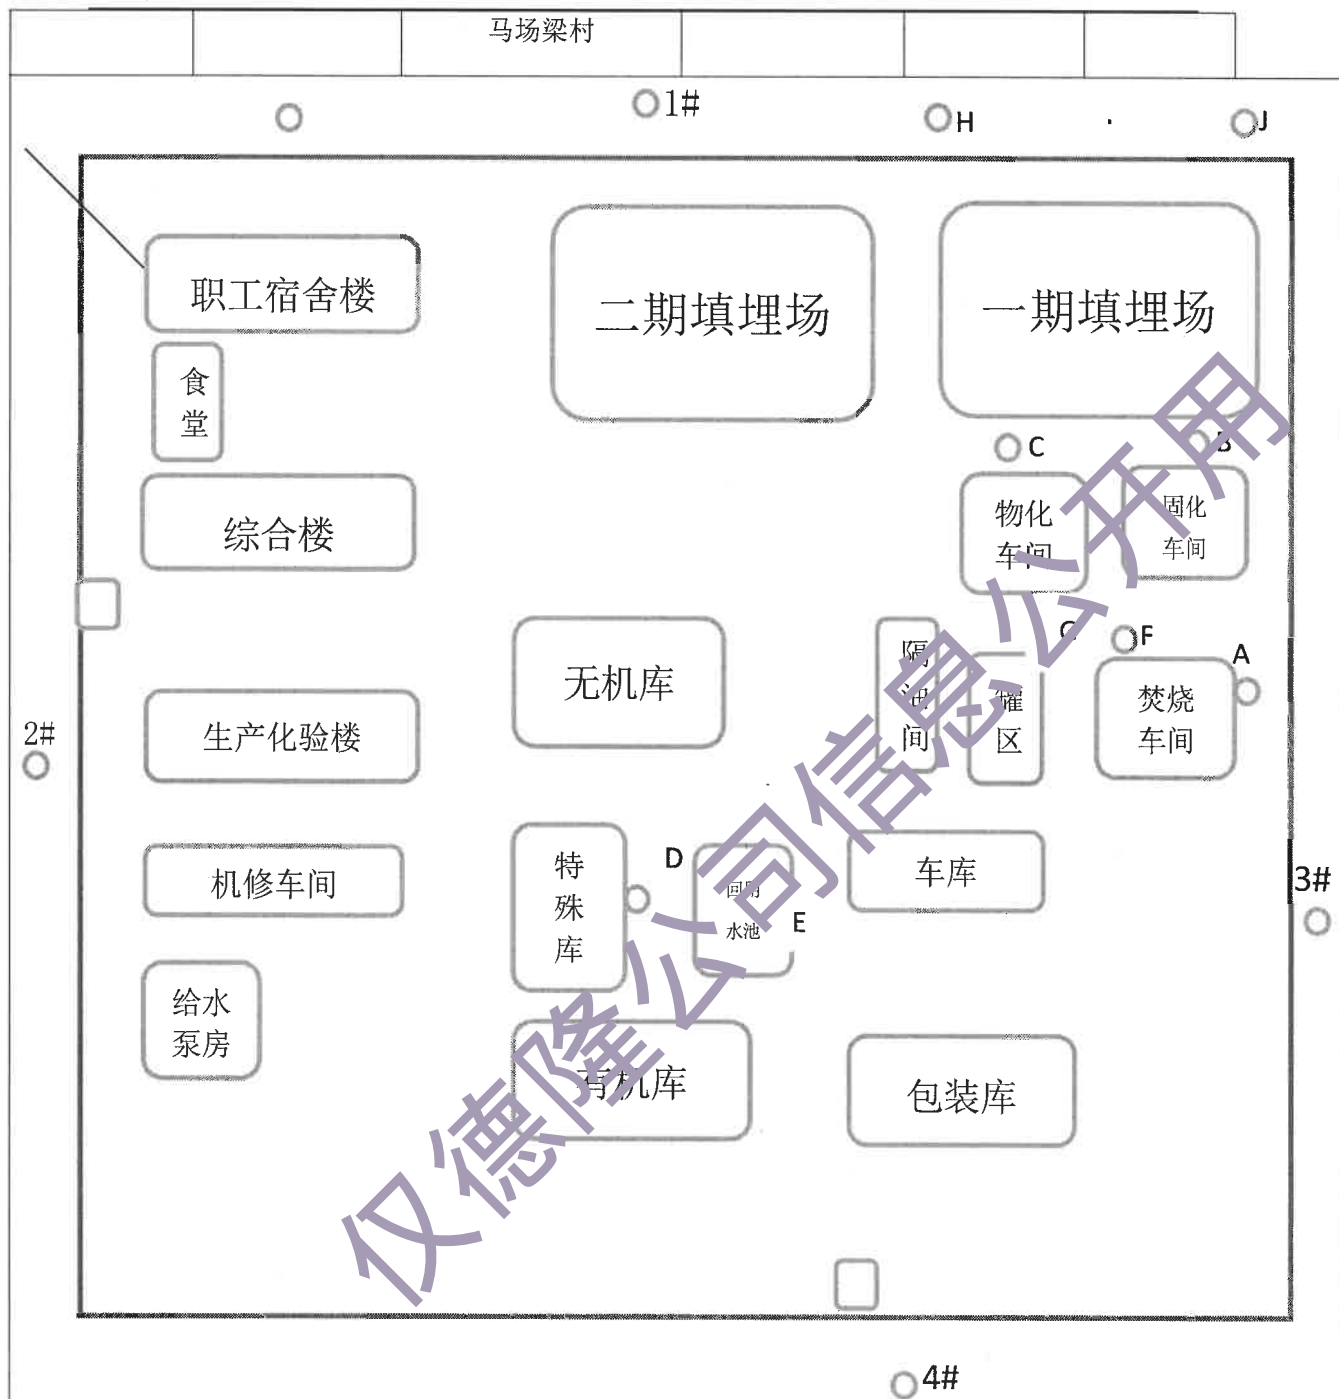 马场梁村
1#
H
J
职工宿舍楼
二期填埋场
一期填埋场
食
堂
C
B
综合楼
物化
车间
固化
车间
无机库
隔
油
间
罐
区
F
A
焚烧
车间
2#
生产化验楼
特
殊
库
D
回用
水池
E
车库
3#
机修车间
给水
泵房
有机库
包装库
4#
仅德隆公司信息公开用